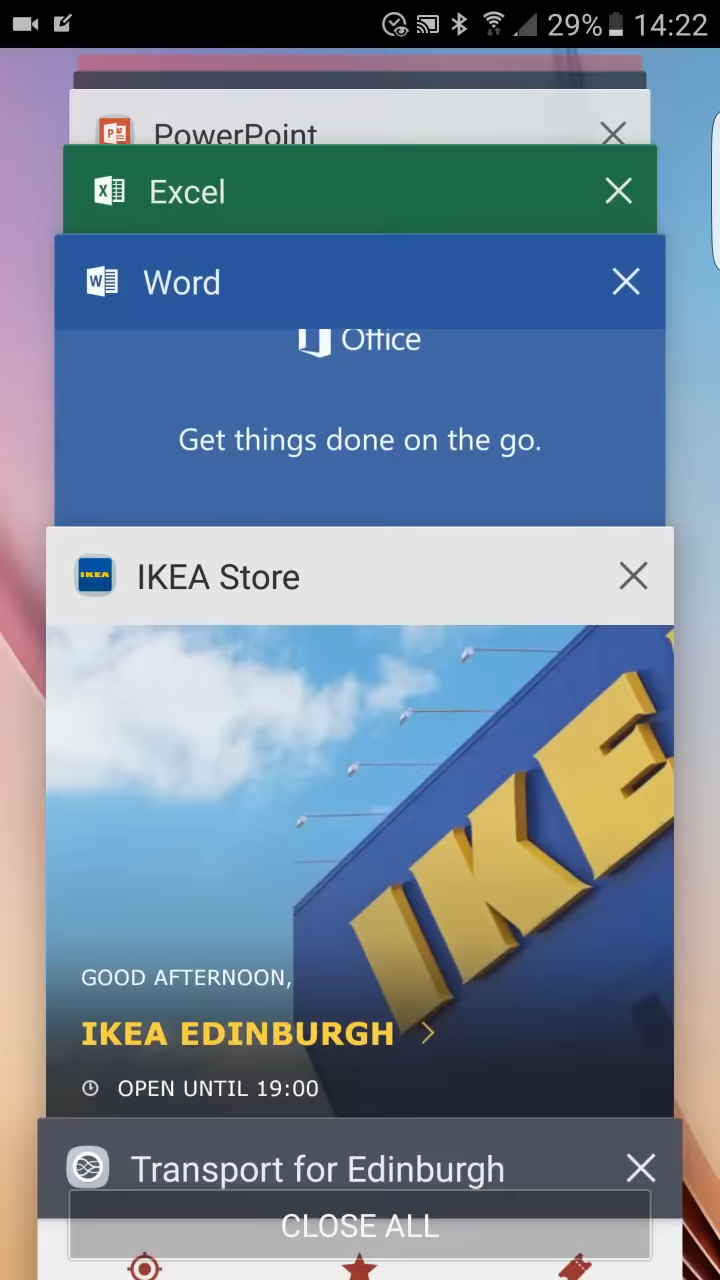 29% 14:22
PowerPoint
Excel
Word
Office
Get things done on the go.
IKEA
IKEA Store
IKE
GOOD AFTERNOON,
IKEA EDINBURGH
OPEN UNTIL 19:00
Transport for Edinburgh
CLOSE ALL